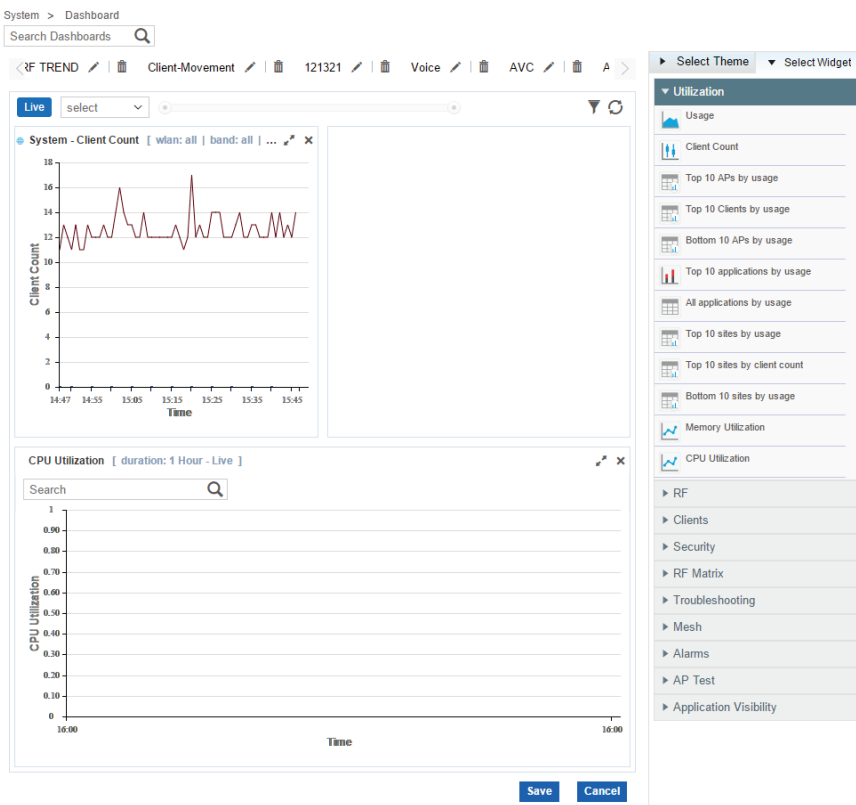 System > Dashboard
Search Dashboards
RF TREND | Client-Movement | 121321 | Voice | AVC | A
Select Theme Select Widget
Live select
Utilization
System - Client Count [ wlan: all | band: all | ...
18
16
14
12
10
8
6
4
2
0
Client Count
14:47 14:55 15:05 15:15 15:25 15:35 15:45
Time
CPU Utilization [ duration: 1 Hour - Live ]
Search
1
0.90
0.80
0.70
0.60
0.50
0.40
0.30
0.20
0.10
0
CPU Utilization
16:00 16:00
Time
Usage
Client Count
Top 10 APs by usage
Top 10 Clients by usage
Bottom 10 APs by usage
Top 10 applications by usage
All applications by usage
Top 10 sites by usage
Top 10 sites by client count
Bottom 10 sites by usage
Memory Utilization
CPU Utilization
RF
Clients
Security
RF Matrix
Troubleshooting
Mesh
Alarms
AP Test
Application Visibility
Save Cancel